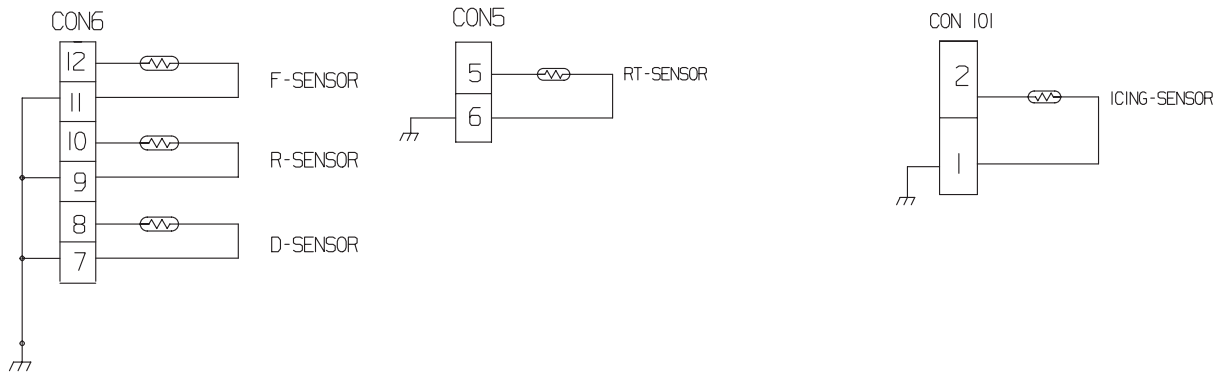 CON6
12
F-SENSOR
11
10
R-SENSOR
9
8
D-SENSOR
7
CON5
5
RT-SENSOR
6
CON 101
2
ICING-SENSOR
1